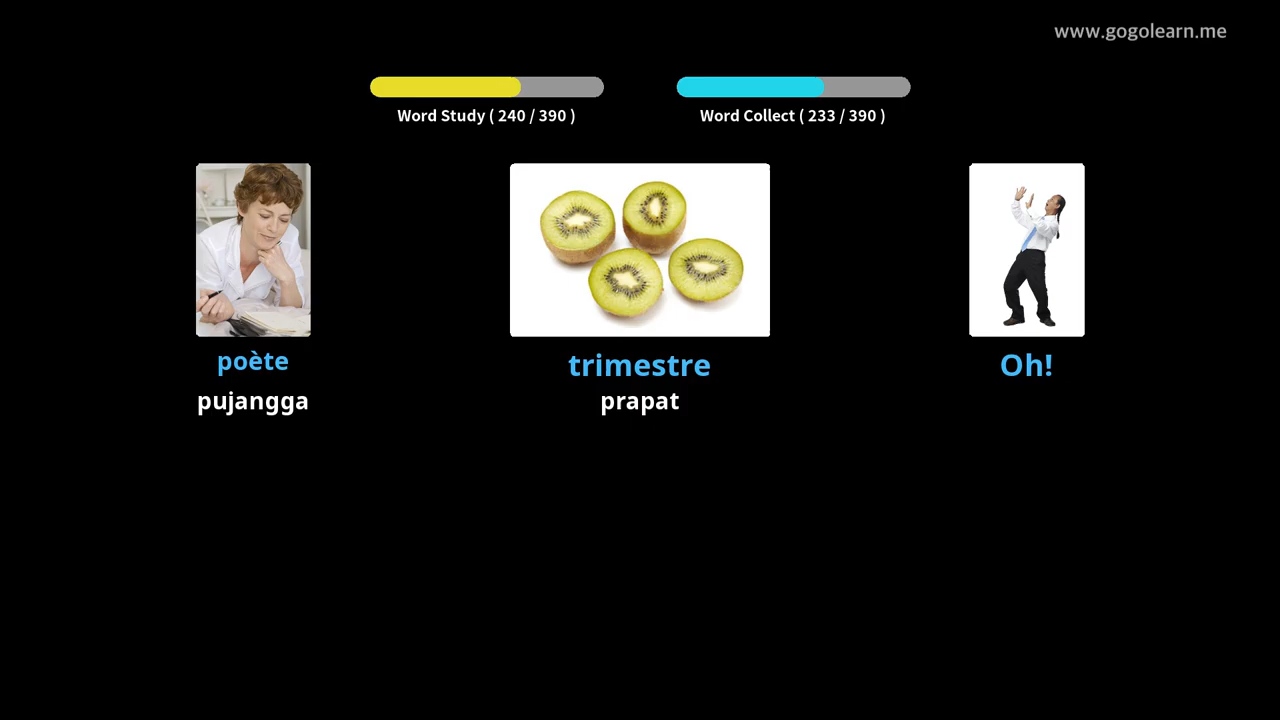 www.gogolearn.me
Word Study ( 240 / 390 )
Word Collect ( 233 / 390 )
poète
trimestre
Oh!
pujangga
prapat